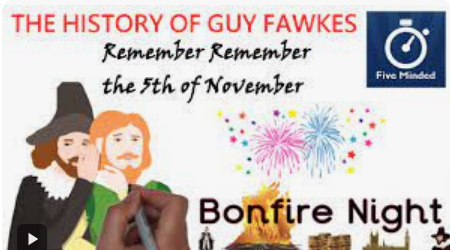 THE HISTORY OF GUY FAWKES
Remember Remember
the 5th of November
Five Minded
Bonfire Night